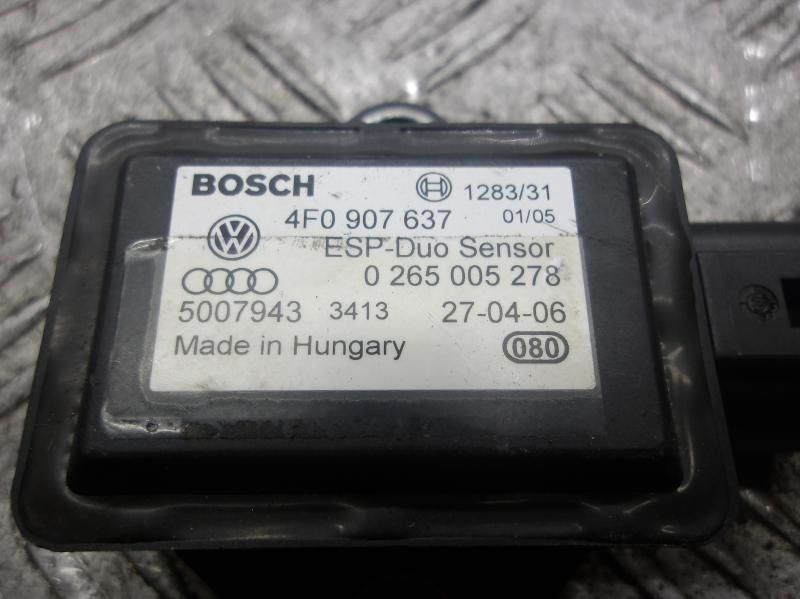 BOSCH 1283/31
4F0 907 637 01/05
ESP-Duo Sensor
0 265 005 278
5007943 3413 27-04-06
Made in Hungary 080